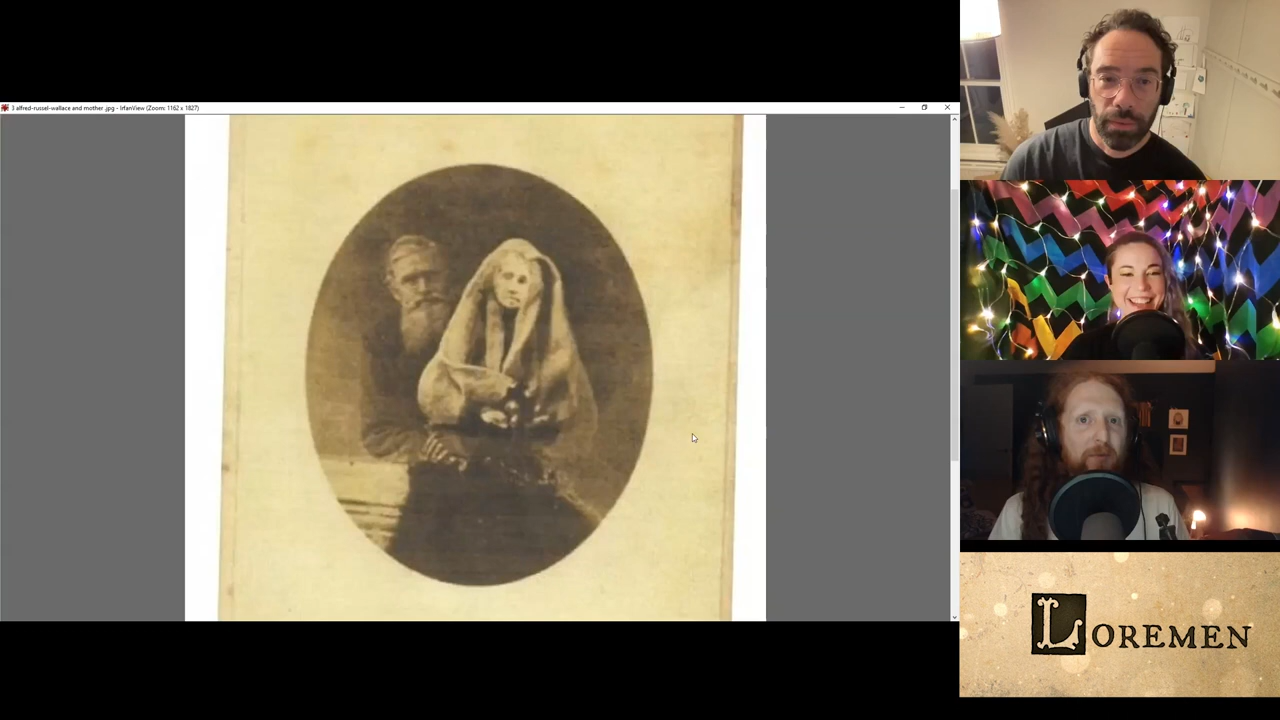 3 alfred-russel-wallace and mother .jpg - IrfanView (Zoom: 1162 x 1827)
LOREMEN